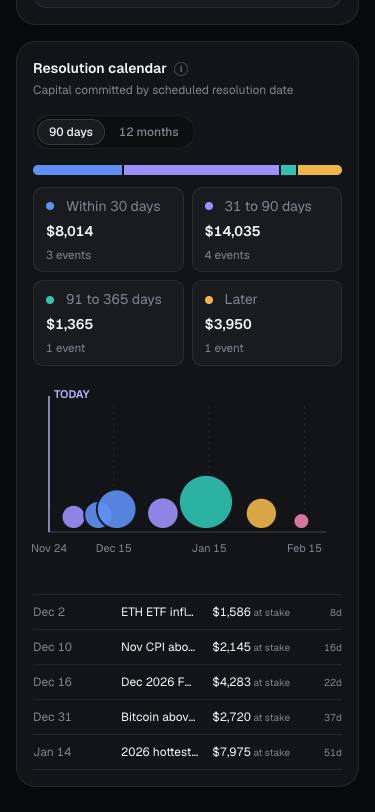 Resolution calendar
Capital committed by scheduled resolution date
90 days 12 months
Within 30 days
$8,014
3 events
31 to 90 days
$14,035
4 events
91 to 365 days
$1,365
1 event
Later
$3,950
1 event
TODAY
Nov 24 Dec 15 Jan 15 Feb 15
Dec 2 ETH ETF infl... $1,586 at stake 8d
Dec 10 Nov CPI abo... $2,145 at stake 16d
Dec 16 Dec 2026 F... $4,283 at stake 22d
Dec 31 Bitcoin abov... $2,720 at stake 37d
Jan 14 2026 hottest... $7,975 at stake 51d